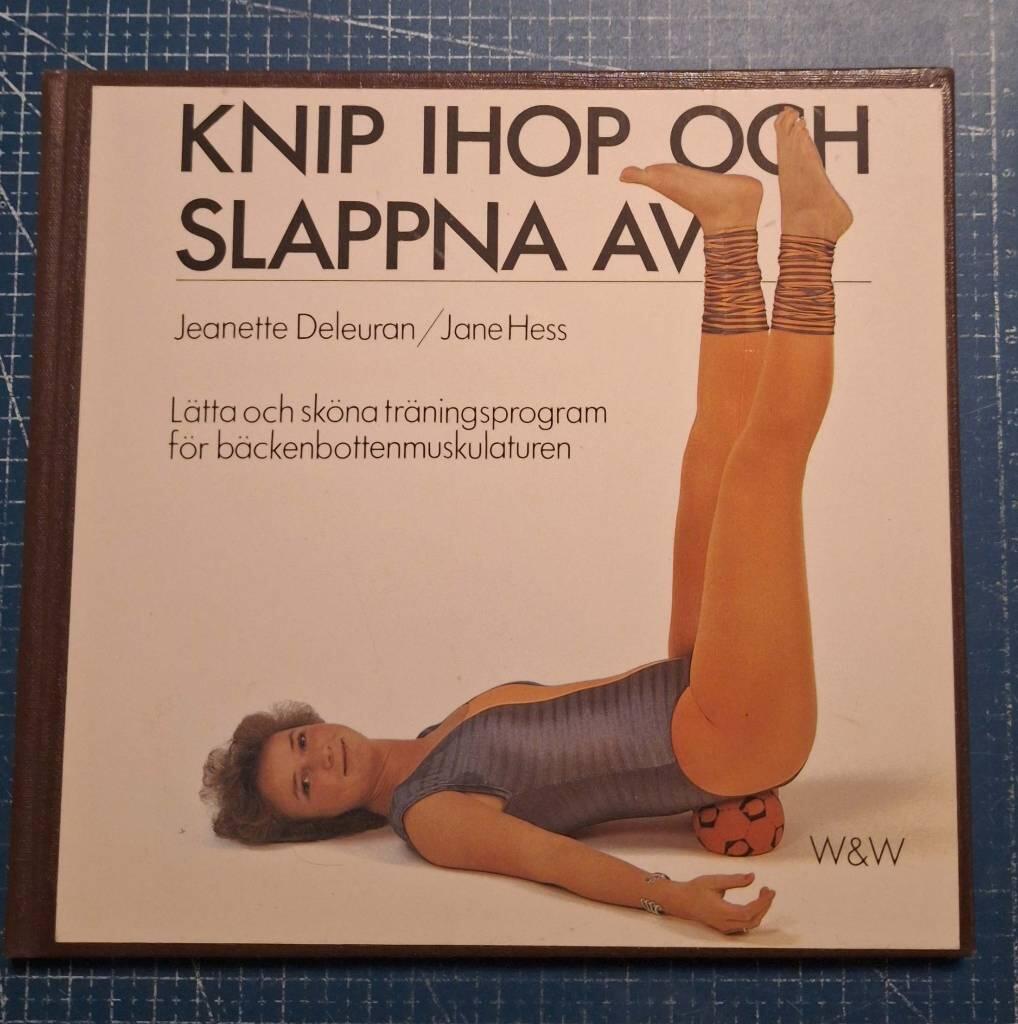 KNIP IHOP OCH
SLAPPNA AV
Jeanette Deleuran/Jane Hess
Lätta och sköna träningsprogram
för bäckenbottenmuskulaturen
W&W